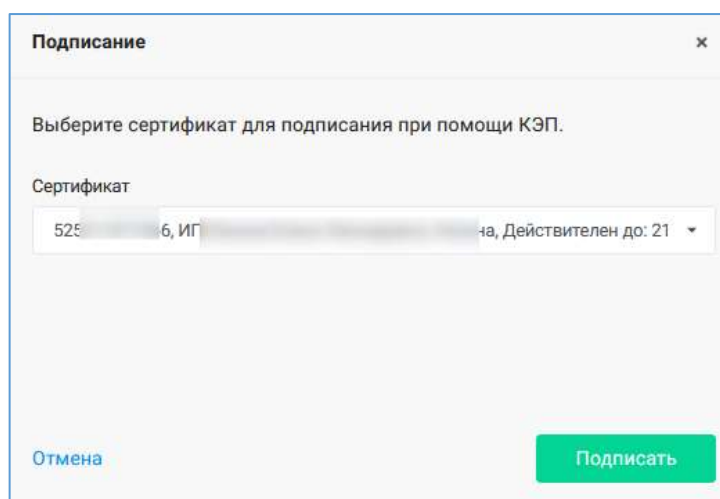 Подписание ×
Выберите сертификат для подписания при помощи КЭП.
Сертификат
525 6, ИП на, Действителен до: 21
Отмена Подписать